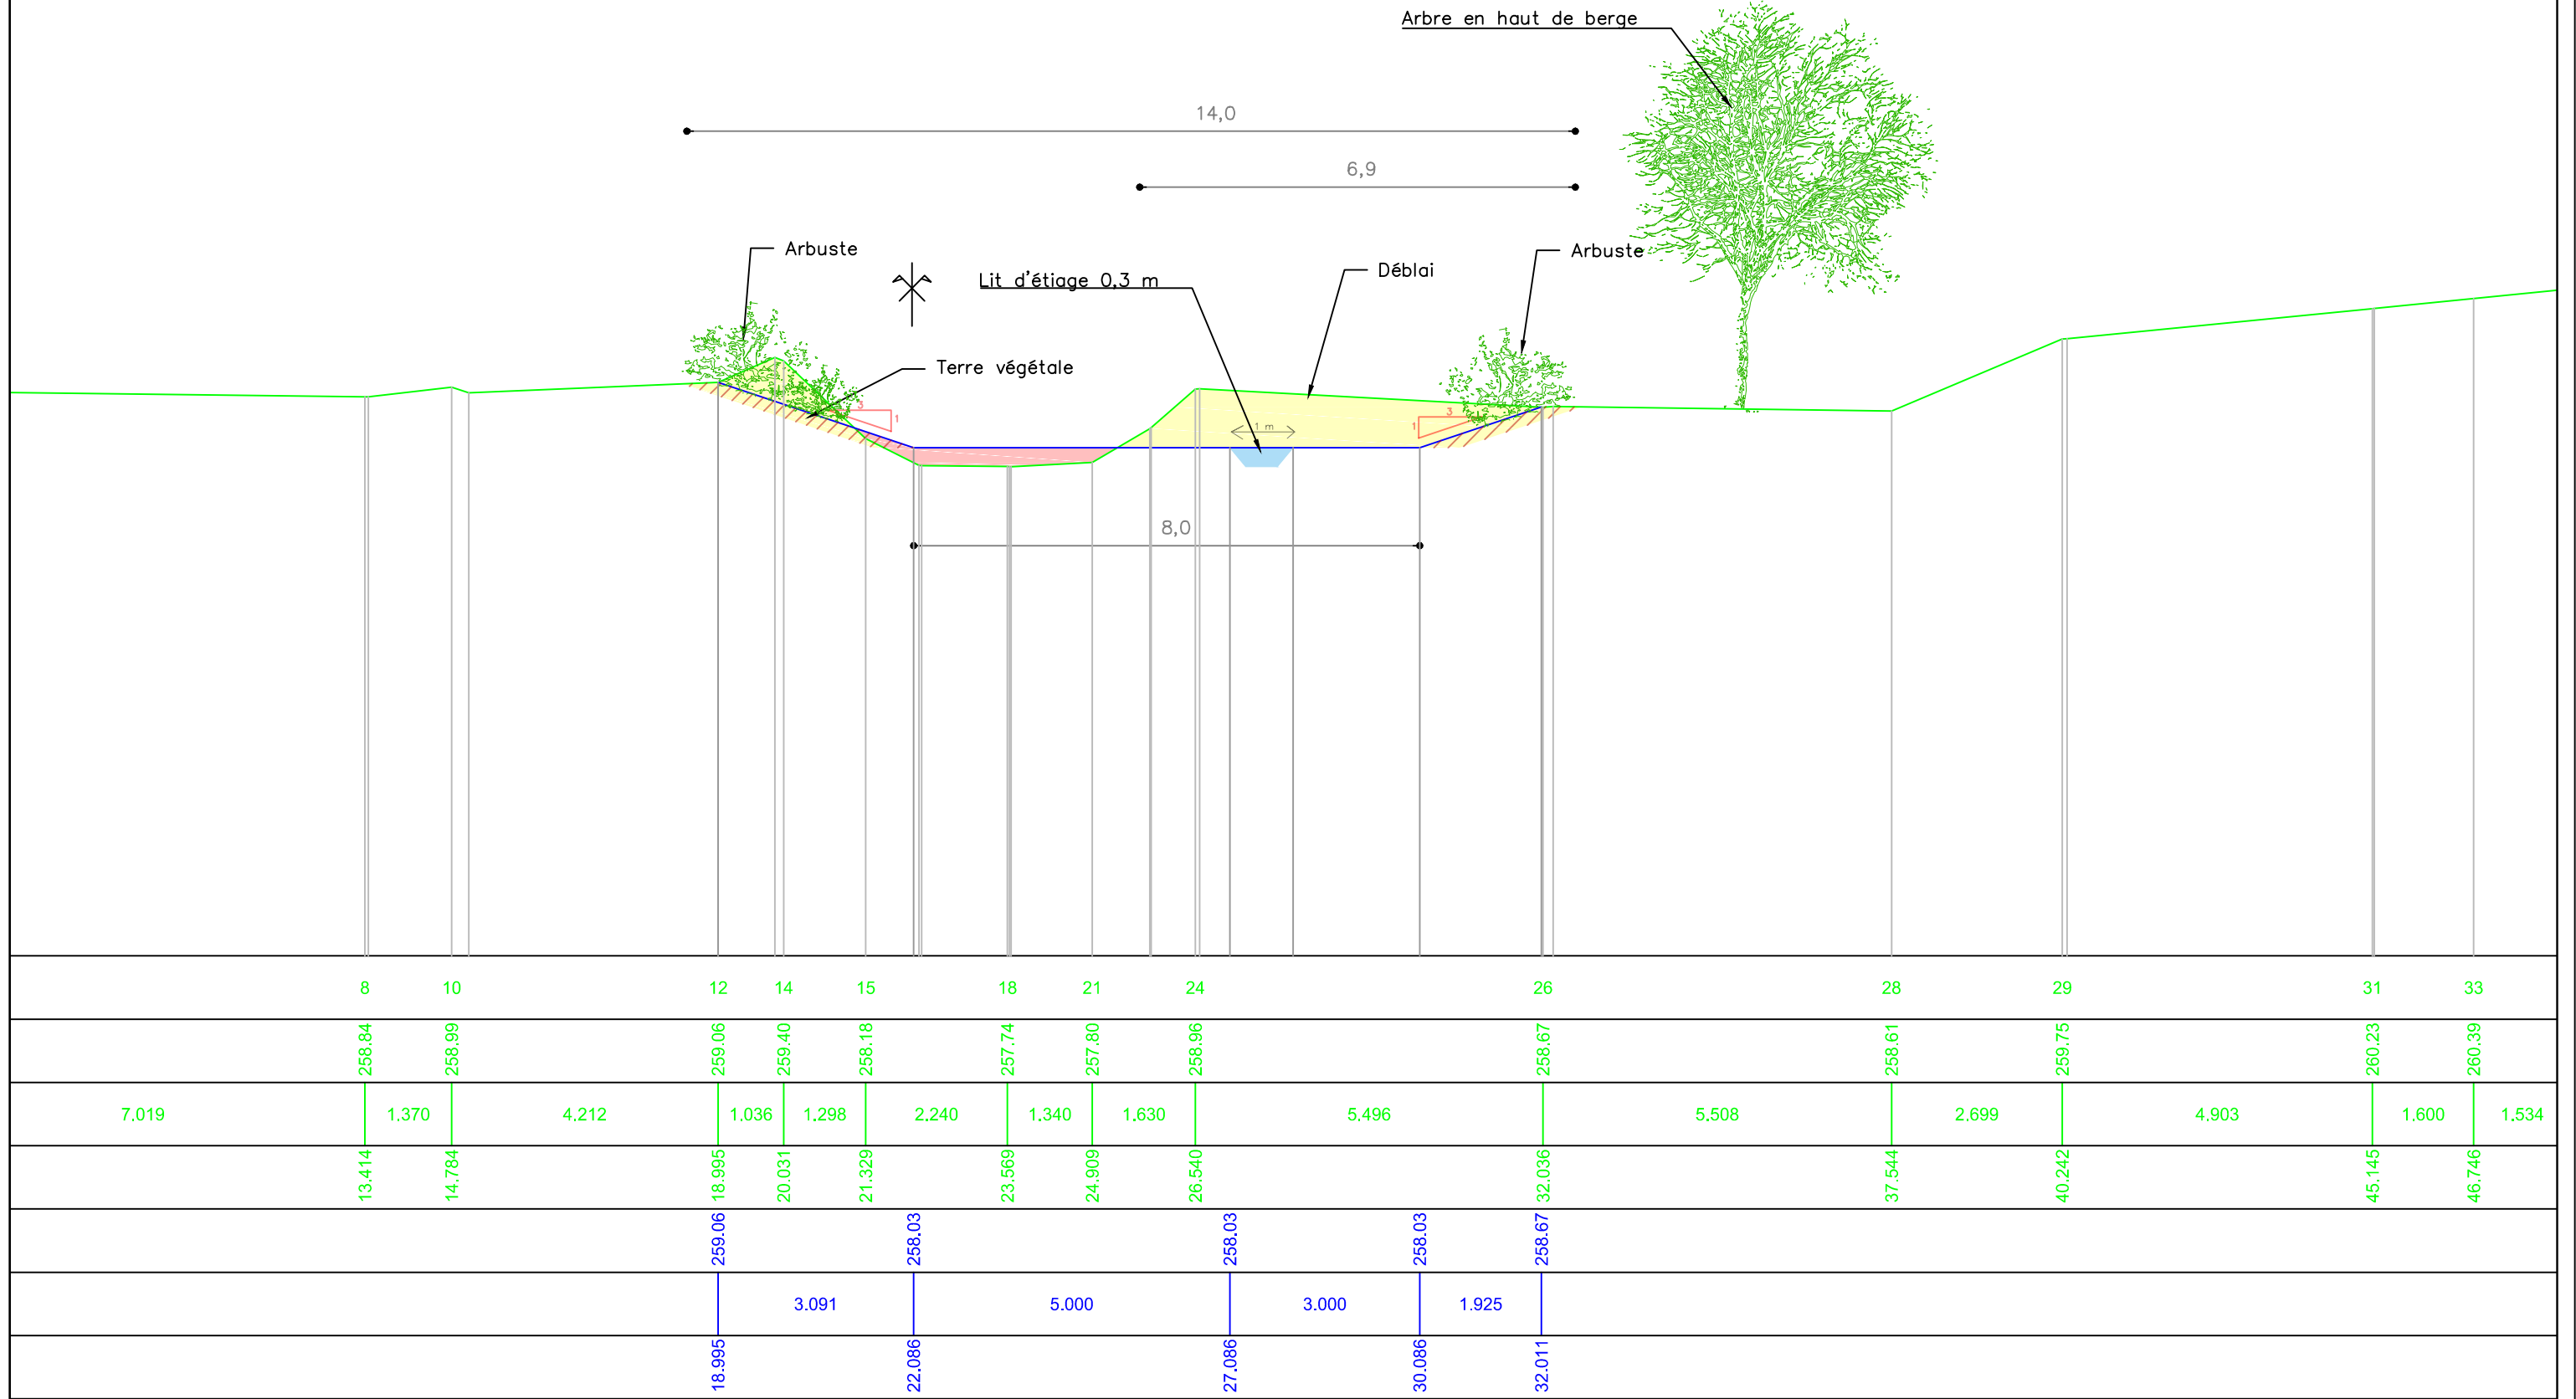 Arbre en haut de berge
14,0
6,9
Arbuste
Arbuste
Déblai
Lit d'étiage 0,3 m
Terre végétale
3
1
3
1
1 m
8,0
8 10 12 14 15 18 21 24 26 28 29 31 33
258.84 258.99 259.06 259.40 258.18 257.74 257.80 258.96 258.67 258.61 259.75 260.23 260.39
7.019 1.370 4.212 1.036 1.298 2.240 1.340 1.630 5.496 5.508 2.699 4.903 1.600 1.534
13.414 14.784 18.995 20.031 21.329 23.569 24.909 26.540 32.036 37.544 40.242 45.145 46.746
259.06 258.03 258.03 258.03 258.67
3.091 5.000 3.000 1.925
18.995 22.086 27.086 30.086 32.011